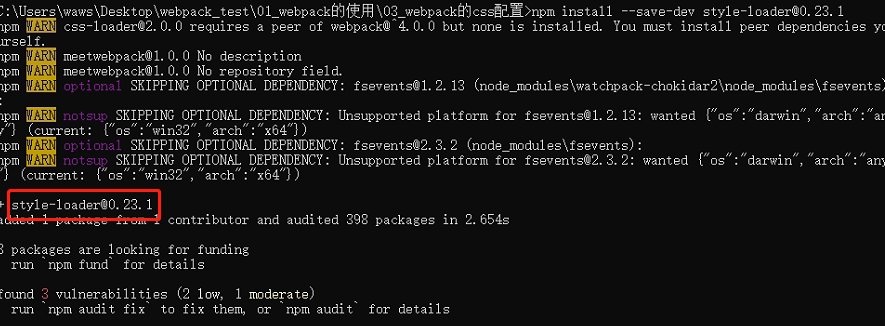 C:\Users\waws\Desktop\webpack_test\01_webpack的使用\03_webpack的css配置>npm install --save-dev style-loader@0.23.1
npm WARN css-loader@2.0.0 requires a peer of webpack@^4.0.0 but none is installed. You must install peer dependencies yo
urself.
npm WARN meetwebpack@1.0.0 No description
npm WARN meetwebpack@1.0.0 No repository field.
npm WARN optional SKIPPING OPTIONAL DEPENDENCY: fsevents@1.2.13 (node_modules\watchpack-chokidar2\node_modules\fsevents)
:
npm WARN notsup SKIPPING OPTIONAL DEPENDENCY: Unsupported platform for fsevents@1.2.13: wanted {"os":"darwin","arch":"an
y"} (current: {"os":"win32","arch":"x64"})
npm WARN optional SKIPPING OPTIONAL DEPENDENCY: fsevents@2.3.2 (node_modules\fsevents):
npm WARN notsup SKIPPING OPTIONAL DEPENDENCY: Unsupported platform for fsevents@2.3.2: wanted {"os":"darwin","arch":"any
"} (current: {"os":"win32","arch":"x64"})
+ style-loader@0.23.1
added 1 package from 1 contributor and audited 398 packages in 2.654s
3 packages are looking for funding
run `npm fund` for details
found 3 vulnerabilities (2 low, 1 moderate)
run `npm audit fix` to fix them, or `npm audit` for details